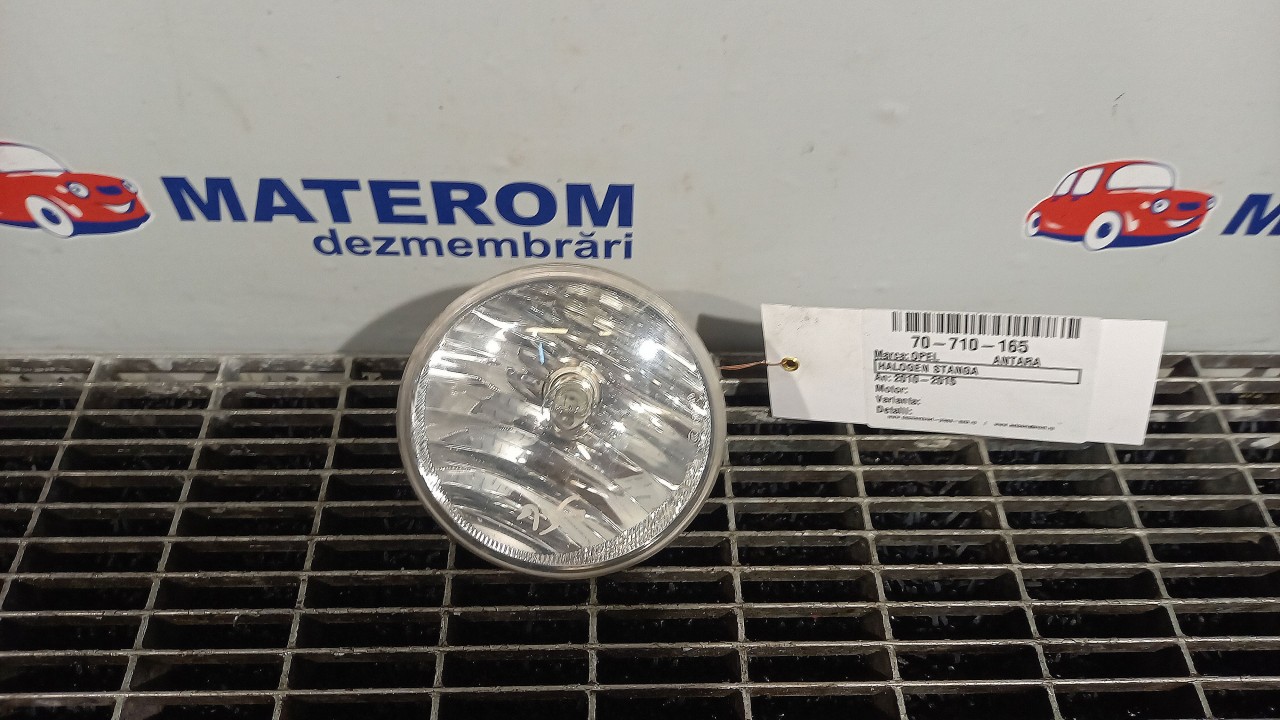 MATEROM
dezmembrări
M
70-710-165
Marca: OPEL ANTARA
HALOGEN STANGA
An: 2010-2015
Motor:
Varianta:
Detalii: